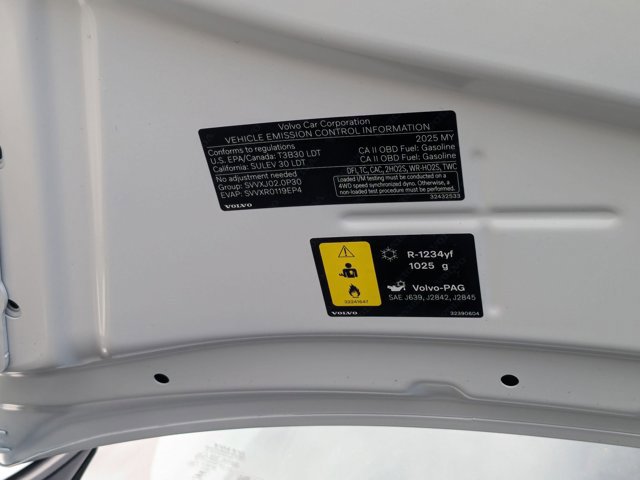 Volvo Car Corporation
VEHICLE EMISSION CONTROL INFORMATION
Conforms to regulations 2025 MY
U.S. EPA/Canada: T3B30 LDT CA II OBD Fuel: Gasoline
California: SULEV 30 LDT CA II OBD Fuel: Gasoline
No adjustment needed DFI, TC, CAC, 2HO2S, WR-HO2S, TWC
Group: SVVXJ02.0P30
EVAP: SVVXR0119EP4
Loaded I/M testing must be conducted on a
4WD speed synchronized dyno. Otherwise, a
non-loaded test procedure must be performed.
VOLVO 32432533
R-1234yf
1025 g
Volvo-PAG
SAE J639, J2842, J2845
32241647
VOLVO 32390604